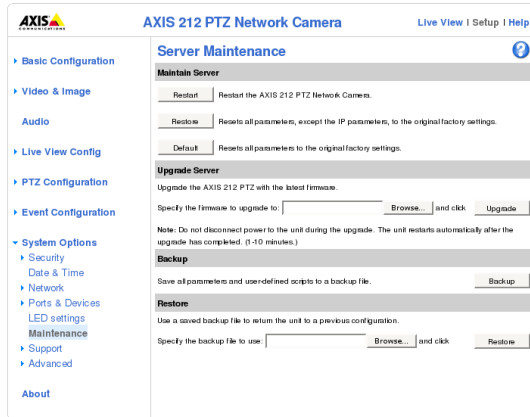 AXIS
COMMUNICATIONS
AXIS 212 PTZ Network Camera
Live View | Setup | Help
Basic Configuration
Video & Image
Audio
Live View Config
PTZ Configuration
Event Configuration
System Options
Security
Date & Time
Network
Ports & Devices
LED settings
Maintenance
Support
Advanced
About
Server Maintenance
?
Maintain Server
Restart Restart the AXIS 212 PTZ Network Camera.
Restore Resets all parameters, except the IP parameters, to the original factory settings.
Default Resets all parameters to the original factory settings.
Upgrade Server
Upgrade the AXIS 212 PTZ with the latest firmware.
Specify the firmware to upgrade to: Browse... and click Upgrade
Note: Do not disconnect power to the unit during the upgrade. The unit restarts automatically after the
upgrade has completed. (1-10 minutes.)
Backup
Save all parameters and user-defined scripts to a backup file. Backup
Restore
Use a saved backup file to return the unit to a previous configuration.
Specify the backup file to use: Browse... and click Restore